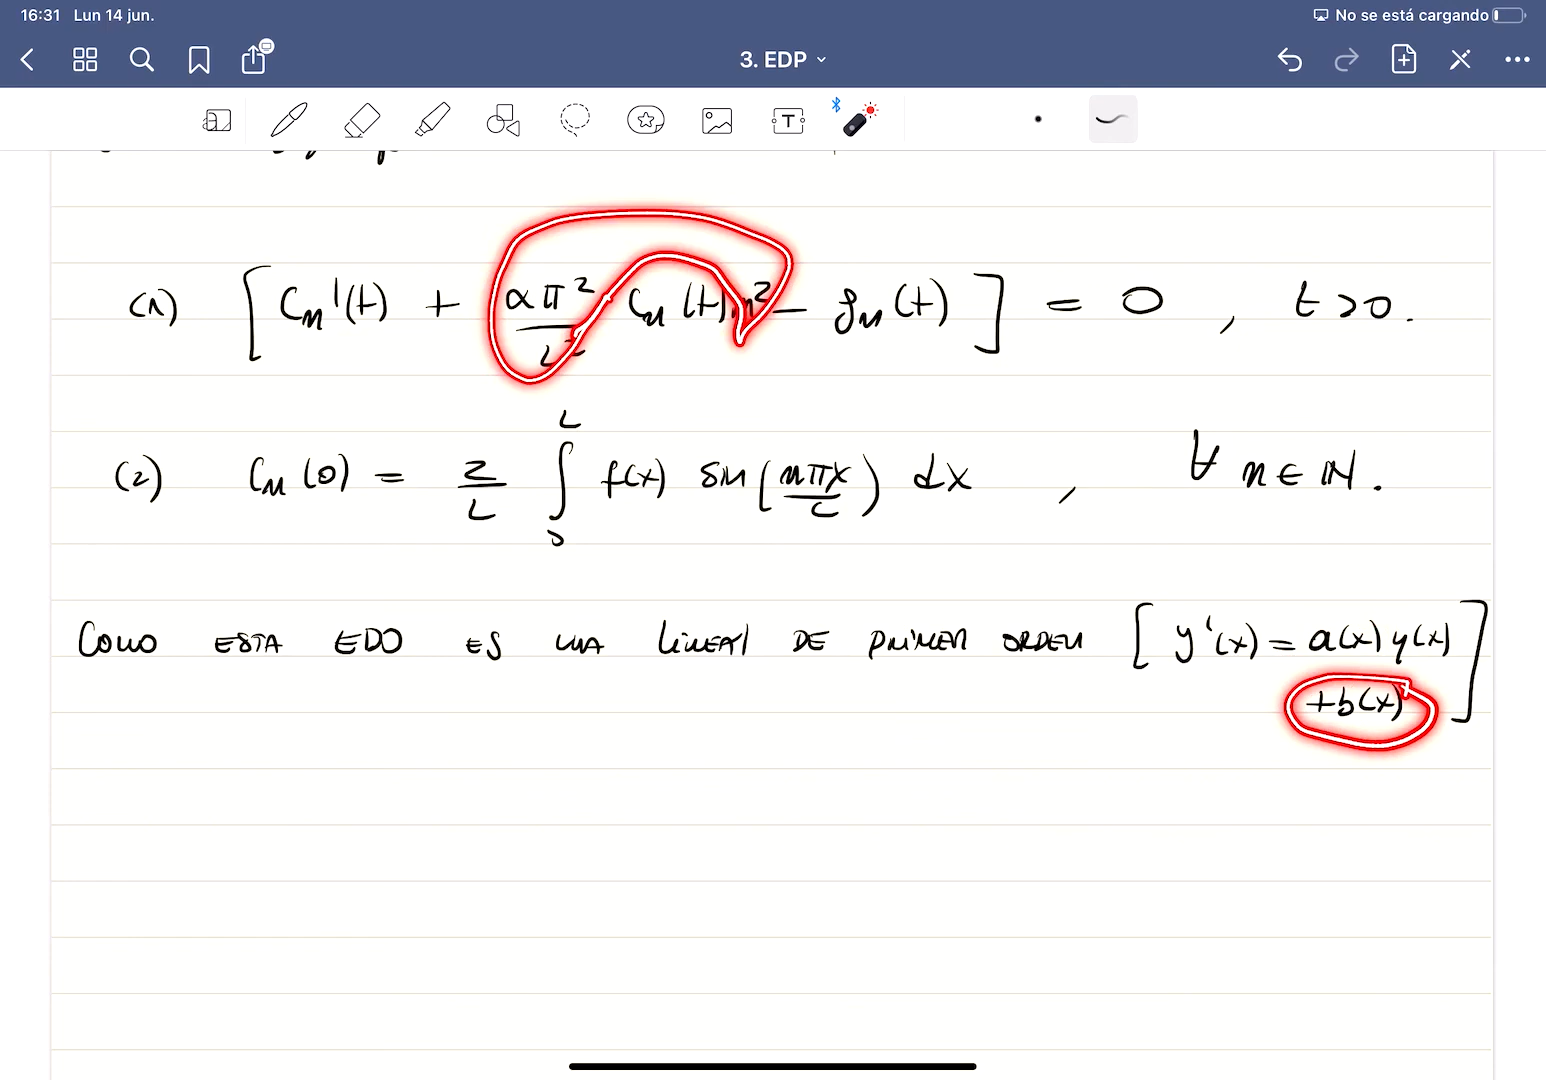 16:31 Lun 14 jun. No se está cargando
3. EDP
T
(1) [ Cn'(t) + απ²/L² Cn(t) n² - gn(t) ] = 0 , t > 0.
(2) Cn(0) = 2/L ∫₀ᴸ f(x) sin(nπx/L) dx , ∀ n ∈ ℕ.
Como esta EDO es una lineal de primer orden [ y'(x) = a(x) y(x)
+b(x) ]